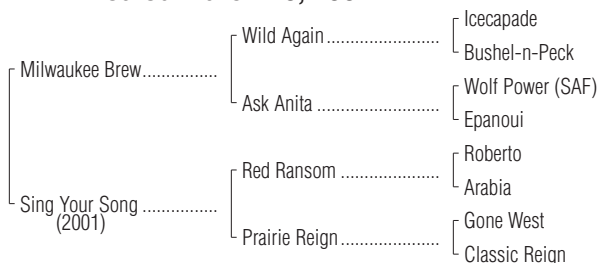 Icecapade
Wild Again........................
Bushel-n-Peck
Milwaukee Brew................
Wolf Power (SAF)
Ask Anita..........................
Epanoui
Roberto
Red Ransom.....................
Arabia
Sing Your Song................
(2001)
Gone West
Prairie Reign.....................
Classic Reign